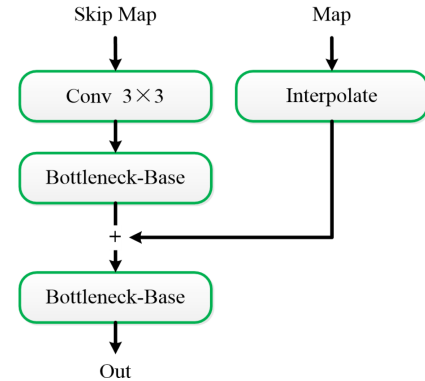 Skip Map
Map
Conv 3×3
Interpolate
Bottleneck-Base
+
Bottleneck-Base
Out